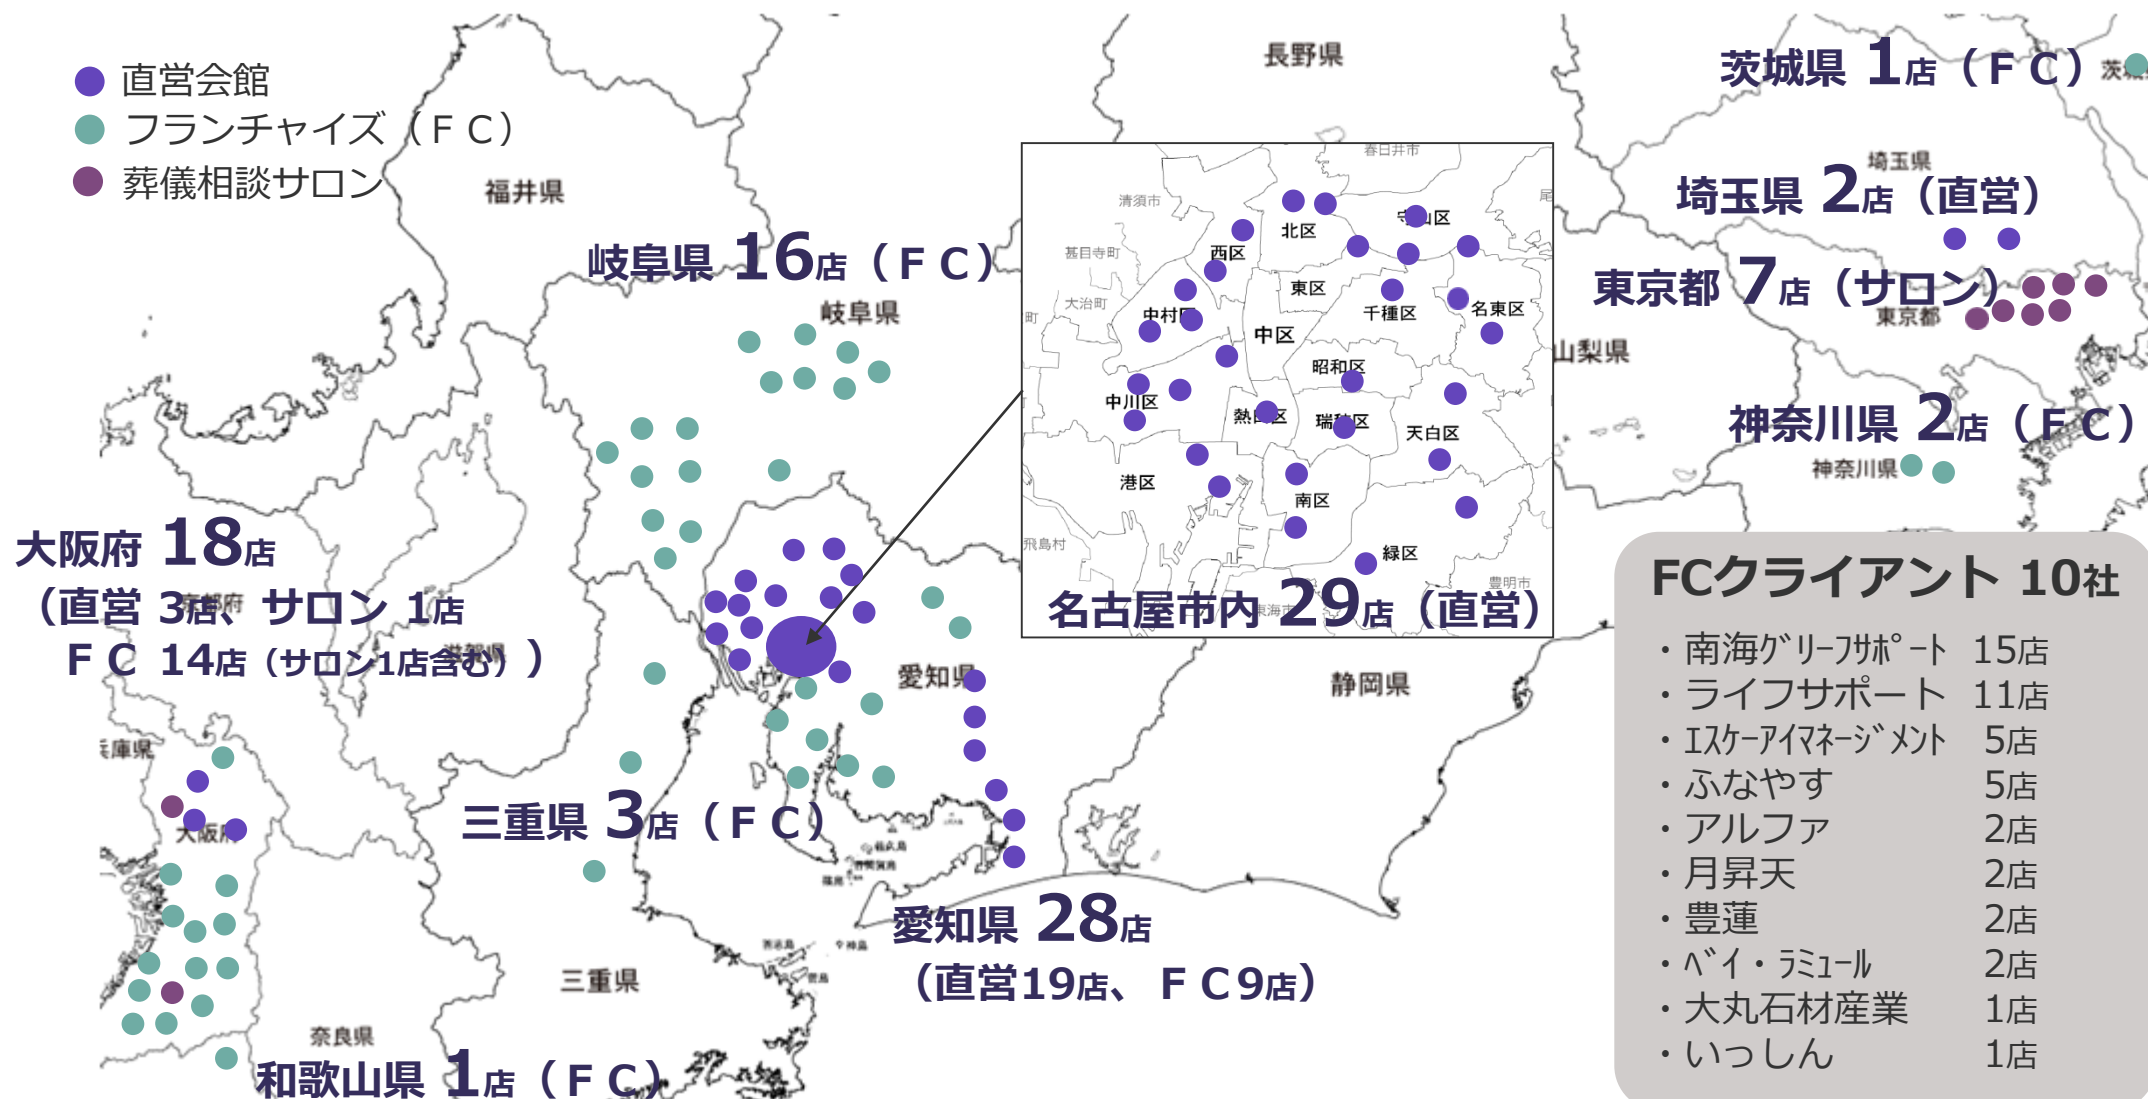 直営会館
フランチャイズ（ＦＣ）
葬儀相談サロン
福井県
長野県
岐阜県 16店（ＦＣ）
岐阜県
茨城県 1店（ＦＣ）
埼玉県
埼玉県 2店（直営）
東京都 7店（サロン）
東京都
山梨県
神奈川県 2店（ＦＣ）
神奈川県
春日井市
清須市
甚目寺町
大治町
町
尾
北区
守山区
西区
東区
千種区
名東区
中村区
中区
昭和区
中川区
熱田区
瑞穂区
天白区
港区
南区
飛島村
緑区
豊明市
東海市
名古屋市内 29店（直営）
大阪府 18店
（直営 3店、サロン 1店
ＦＣ 14店（サロン1店含む））
京都府
滋賀県
兵庫県
大阪府
愛知県
静岡県
三重県 3店（ＦＣ）
愛知県 28店
（直営19店、ＦＣ9店）
三重県
奈良県
和歌山県 1店（ＦＣ）
FCクライアント 10社
・南海ｸﾞﾘｰﾌｻﾎﾟｰﾄ 15店
・ライフサポート 11店
・ｴｽｹｰｱｲﾏﾈｰｼﾞﾒﾝﾄ 5店
・ふなやす 5店
・アルファ 2店
・月昇天 2店
・豊蓮 2店
・ﾍﾞｲ・ﾗﾐｭｰﾙ 2店
・大丸石材産業 1店
・いっしん 1店